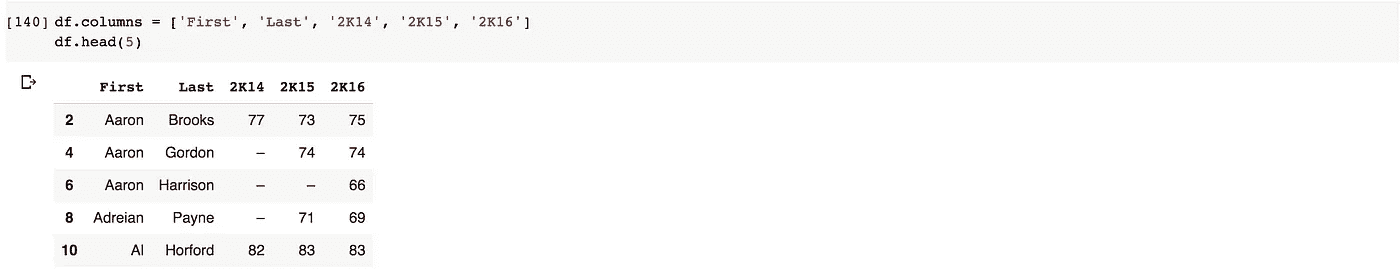 [140] df.columns = ['First', 'Last', '2K14', '2K15', '2K16']
df.head(5)
First Last 2K14 2K15 2K16
2 Aaron Brooks 77 73 75
4 Aaron Gordon – 74 74
6 Aaron Harrison – – 66
8 Adreian Payne – 71 69
10 Al Horford 82 83 83